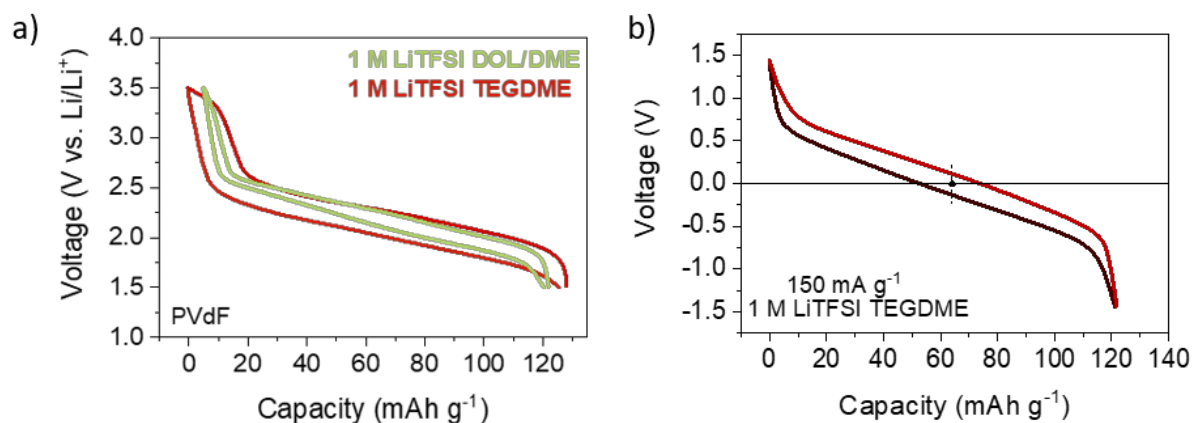 a)
4.0
3.5
3.0
2.5
2.0
1.5
1.0
Voltage (V vs. Li/Li⁺)
1 M LiTFSI DOL/DME
1 M LiTFSI TEGDME
PVdF
0 20 40 60 80 100 120
Capacity (mAh g⁻¹)
b)
1.5
1.0
0.5
0.0
-0.5
-1.0
-1.5
Voltage (V)
150 mA g⁻¹
1 M LiTFSI TEGDME
0 20 40 60 80 100 120 140
Capacity (mAh g⁻¹)